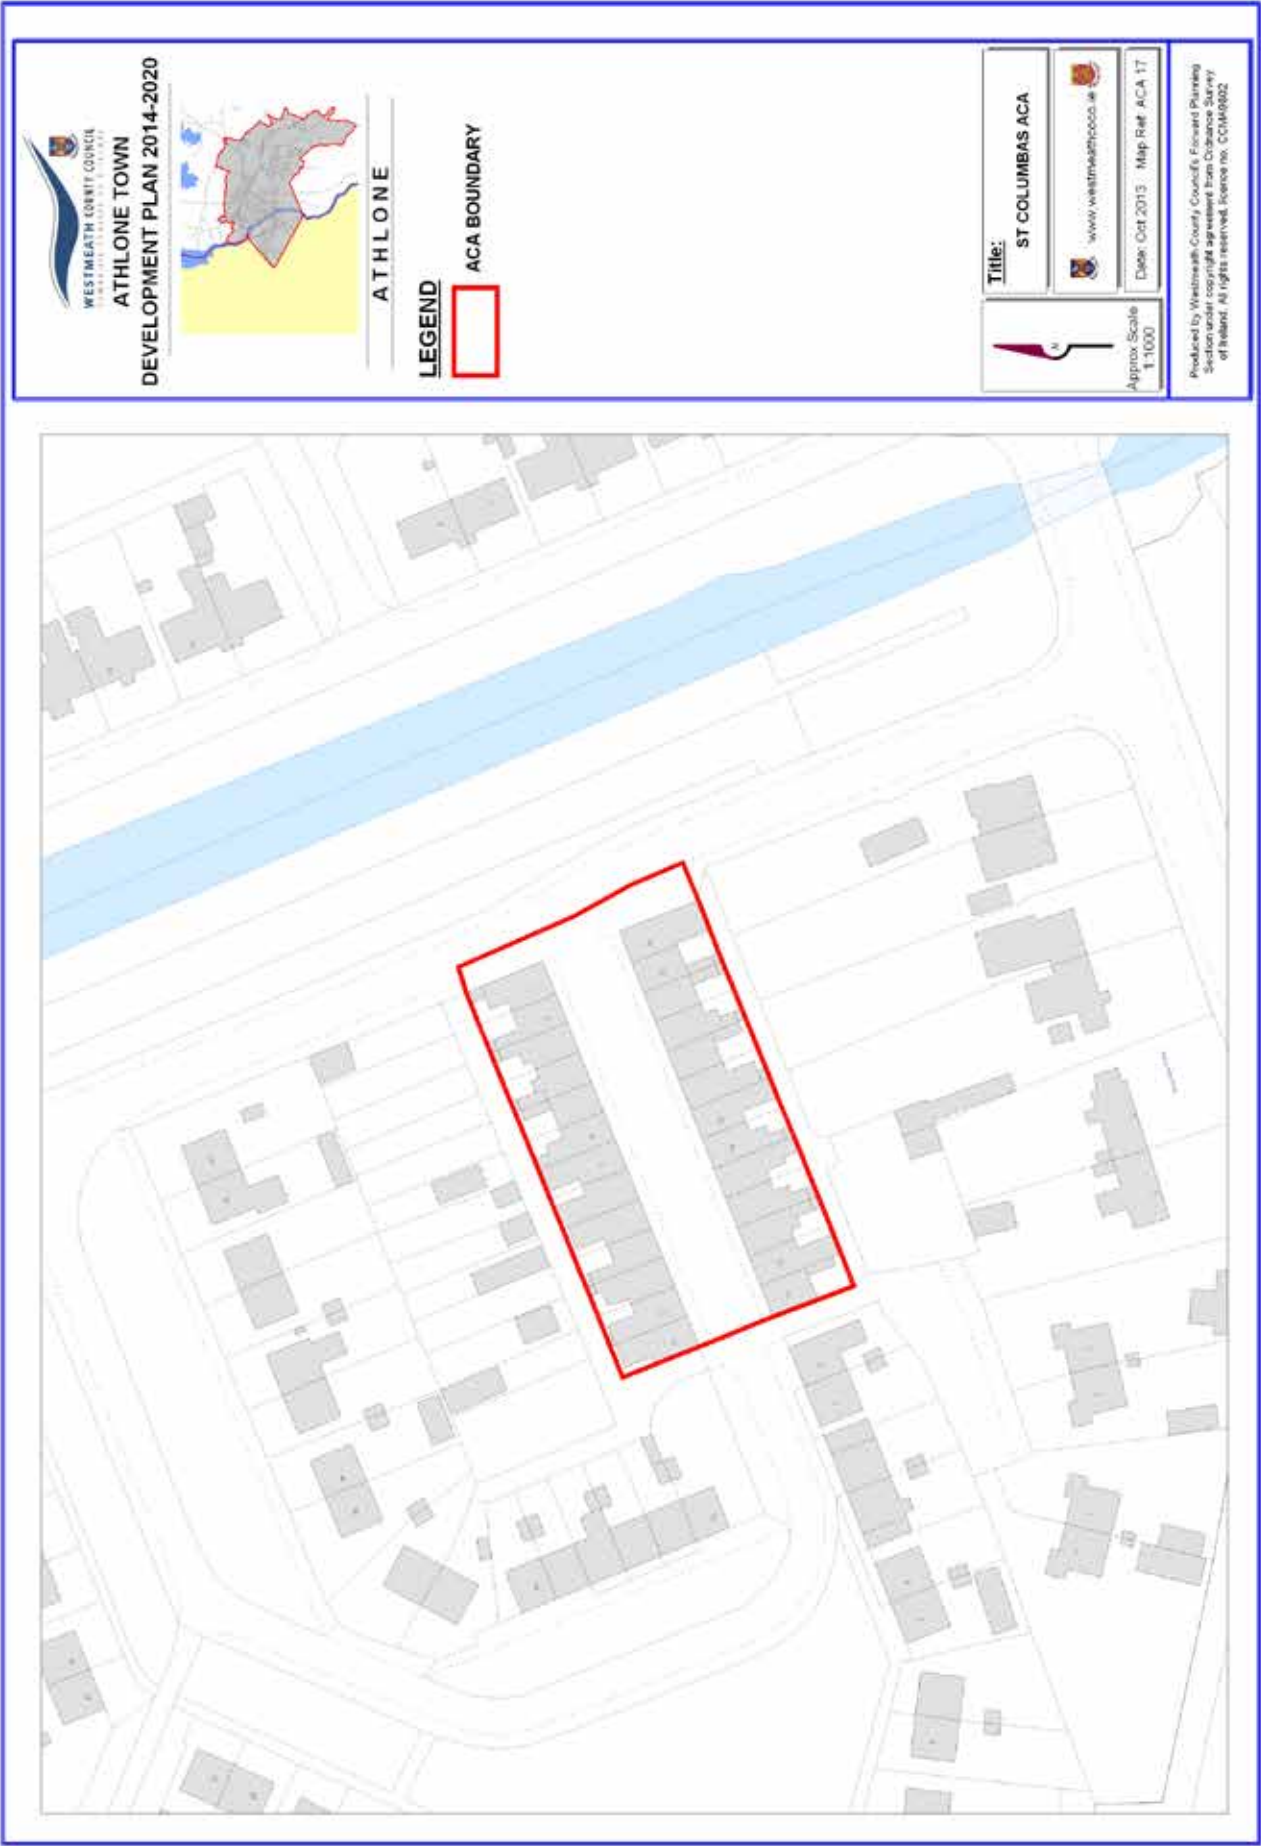 WESTMEATH COUNTY COUNCIL
ATHLONE TOWN
DEVELOPMENT PLAN 2014-2020
ATHLONE
LEGEND
ACA BOUNDARY
Title:
ST COLUMBAS ACA
www.westmeathcoco.ie
Date: Oct 2013 Map Ref: ACA 17
N
Approx Scale
1:1000
Produced by Westmeath County Council's Forward Planning
Section under copyright agreement from Ordnance Survey
of Ireland. All rights reserved. licence no.